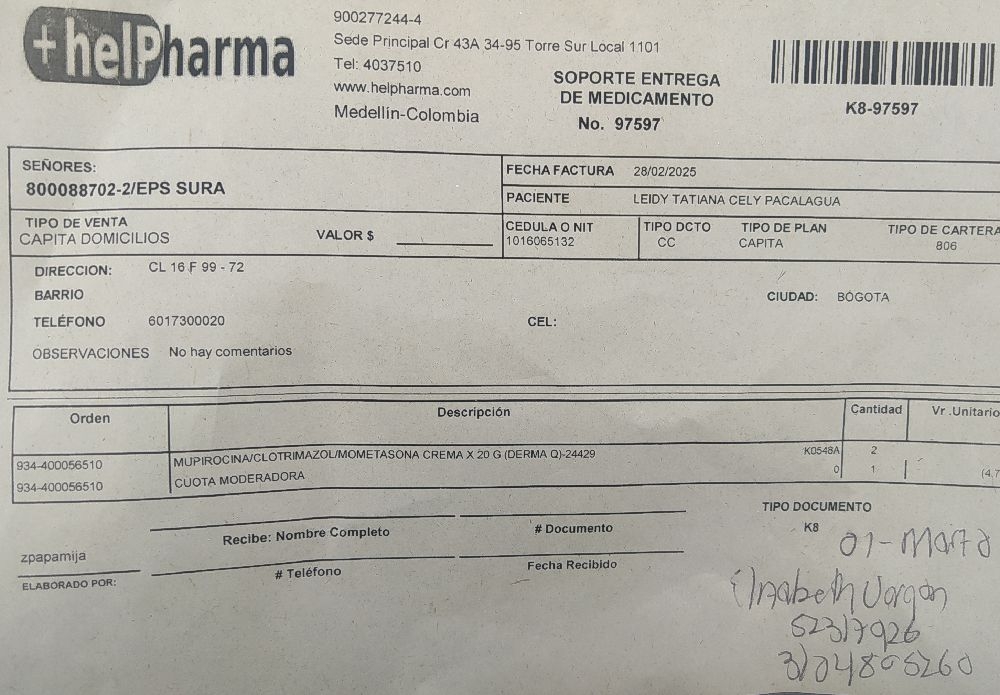 +helPharma
900277244-4
Sede Principal Cr 43A 34-95 Torre Sur Local 1101
Tel: 4037510
www.helpharma.com
Medellín-Colombia
SOPORTE ENTREGA
DE MEDICAMENTO
No. 97597
K8-97597
SEÑORES:
800088702-2/EPS SURA
FECHA FACTURA 28/02/2025
PACIENTE LEIDY TATIANA CELY PACALAGUA
TIPO DE VENTA
CAPITA DOMICILIOS
VALOR $
CEDULA O NIT
1016065132
TIPO DCTO
CC
TIPO DE PLAN
CAPITA
TIPO DE CARTERA
806
DIRECCION: CL 16 F 99 - 72
BARRIO
CIUDAD: BOGOTA
TELÉFONO 6017300020
CEL:
OBSERVACIONES No hay comentarios
Orden Descripción Cantidad Vr .Unitario
934-400056510 MUPIROCINA/CLOTRIMAZOL/MOMETASONA CREMA X 20 G (DERMA Q)-24429 K0548A 2
934-400056510 CUOTA MODERADORA 0 1 (4,7
TIPO DOCUMENTO
K8
Recibe: Nombre Completo
# Documento
zpapamija
ELABORADO POR:
# Teléfono
Fecha Recibido
01-
52317926